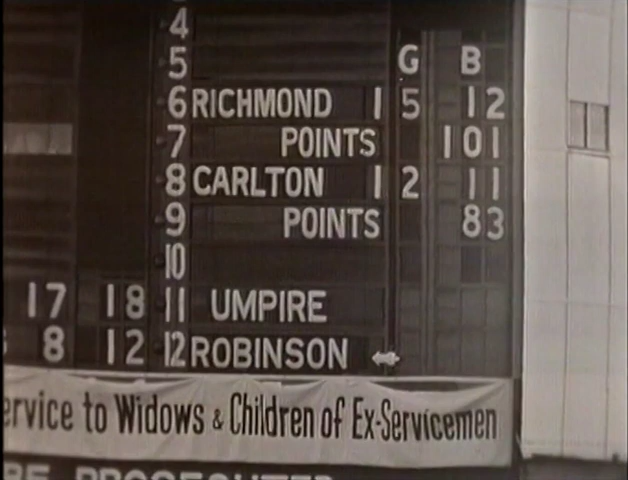 4
5 G B
6 RICHMOND 15 12
7 POINTS 101
8 CARLTON 12 11
9 POINTS 83
10
17 18 11 UMPIRE
8 12 12 ROBINSON
to Widows & Children of Ex-Servicemen